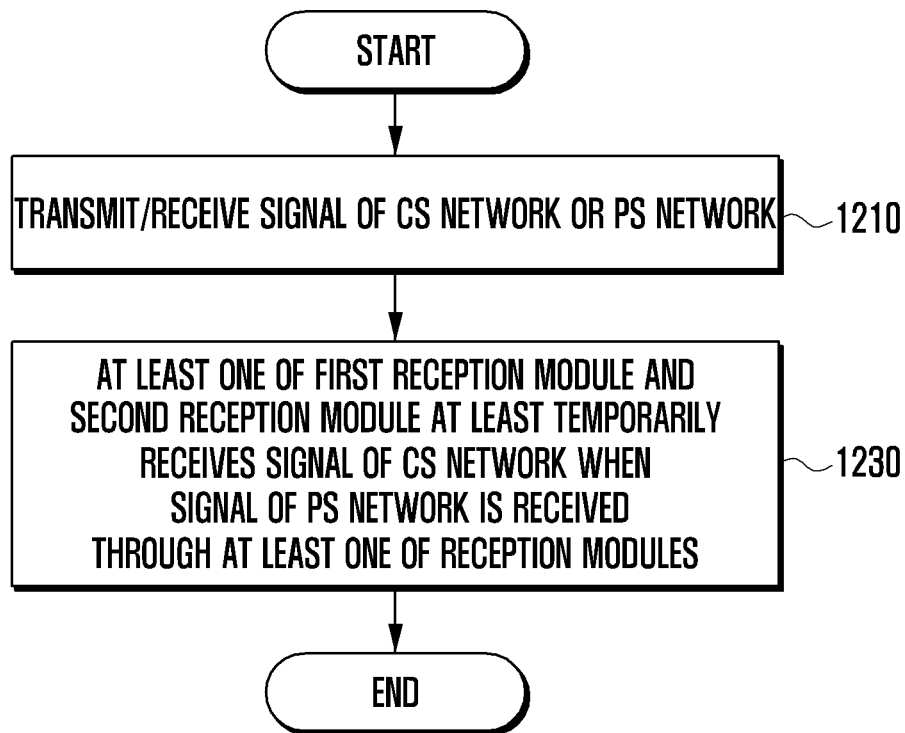 START
TRANSMIT/RECEIVE SIGNAL OF CS NETWORK OR PS NETWORK
1210
AT LEAST ONE OF FIRST RECEPTION MODULE AND
SECOND RECEPTION MODULE AT LEAST TEMPORARILY
RECEIVES SIGNAL OF CS NETWORK WHEN
SIGNAL OF PS NETWORK IS RECEIVED
THROUGH AT LEAST ONE OF RECEPTION MODULES
1230
END